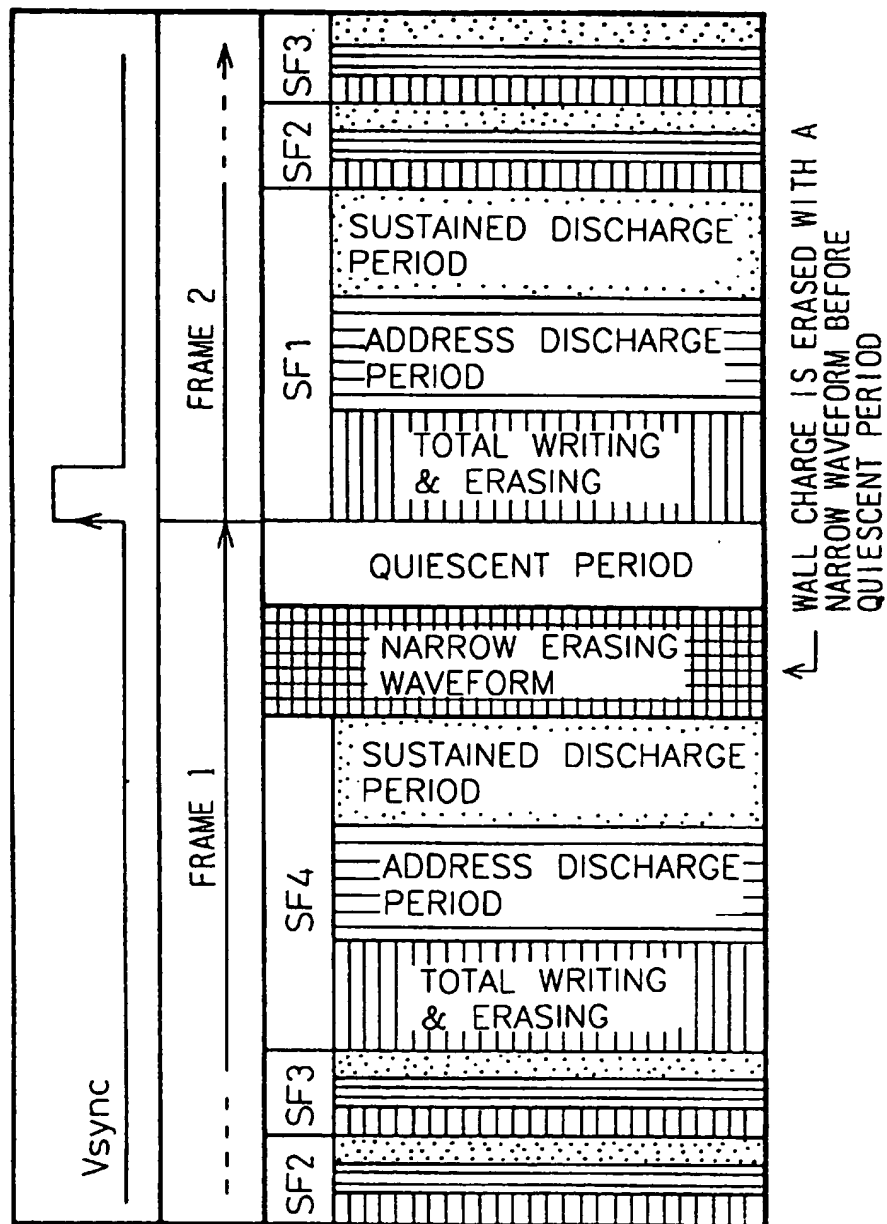 Vsync
FRAME 1
FRAME 2
SF2
SF3
SF4
SF1
SF2
SF3
SUSTAINED DISCHARGE
PERIOD
ADDRESS DISCHARGE
PERIOD
TOTAL WRITING
& ERASING
QUIESCENT PERIOD
NARROW ERASING
WAVEFORM
SUSTAINED DISCHARGE
PERIOD
ADDRESS DISCHARGE
PERIOD
TOTAL WRITING
& ERASING
WALL CHARGE IS ERASED WITH A
NARROW WAVEFORM BEFORE
QUIESCENT PERIOD